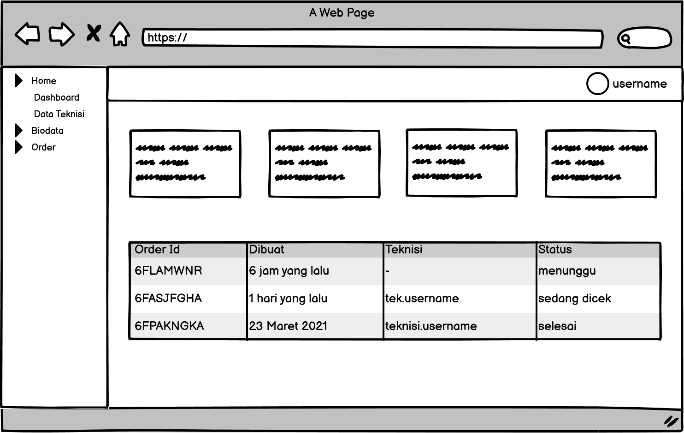 A Web Page
https://
username
Home
Dashboard
Data Teknisi
Biodata
Order
Order Id Dibuat Teknisi Status
6FLAMWNR 6 jam yang lalu - menunggu
6FASJFGHA 1 hari yang lalu tek.username sedang dicek
6FPAKNGKA 23 Maret 2021 teknisi.username selesai